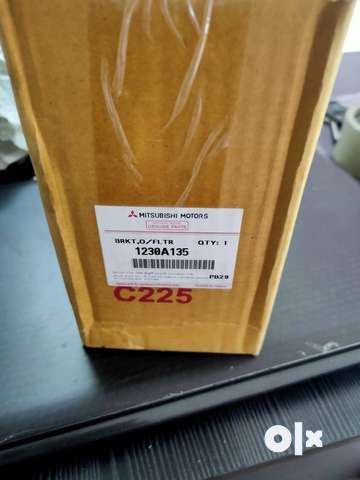 MITSUBISHI MOTORS
GENUINE PARTS
BRKT,O/FLTR QTY: 1
1230A135
PB29
C225
olx